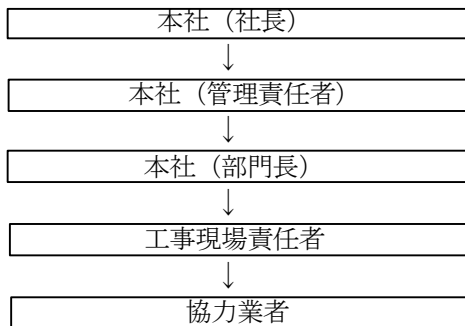 本社（社長）
↓
本社（管理責任者）
↓
本社（部門長）
↓
工事現場責任者
↓
協力業者